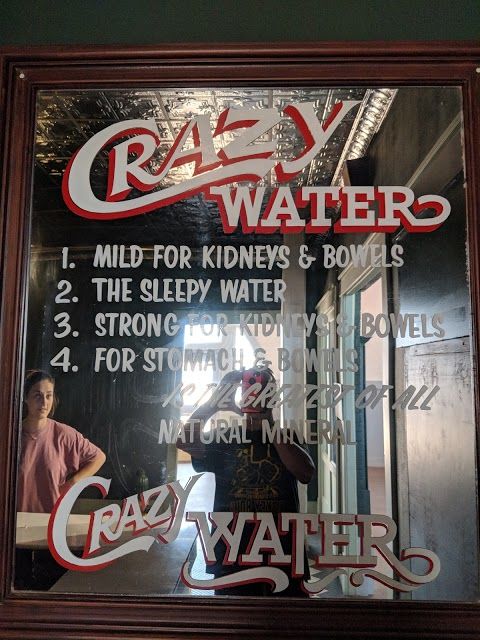 CRAZY
WATER
1. MILD FOR KIDNEYS & BOWELS
2. THE SLEEPY WATER
3. STRONG FOR KIDNEYS & BOWELS
4. FOR STOMACH & BOWELS
IS THE GREATEST OF ALL
NATURAL MINERAL
CRAZY WATER